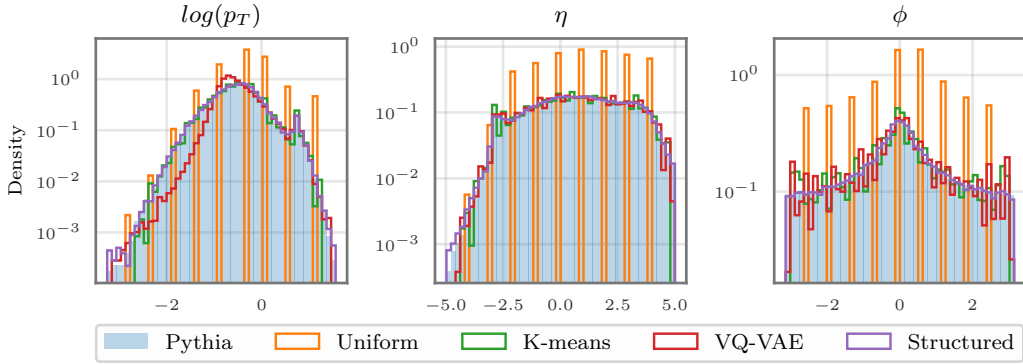 log(p_T) η ϕ
Density
10^0
10^−1
10^−2
10^−3
−2 0
10^0
10^−1
10^−2
10^−3
−5.0 −2.5 0.0 2.5 5.0
10^0
10^−1
−2 0 2
Pythia Uniform K-means VQ-VAE Structured